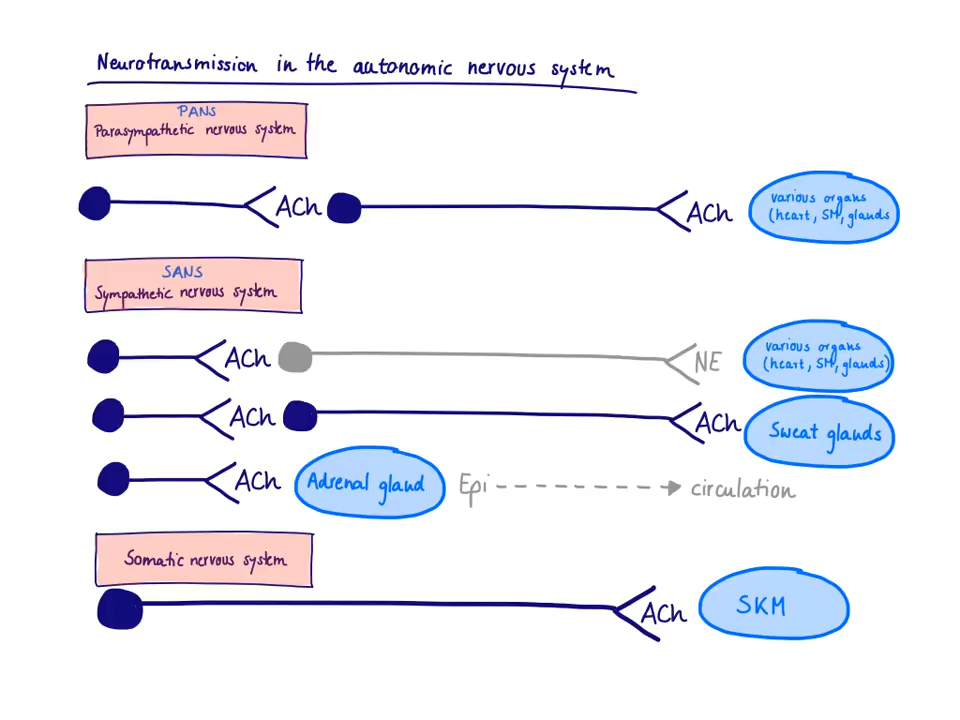 Neurotransmission in the autonomic nervous system
PANS
Parasympathetic nervous system
ACh
ACh
various organs
(heart, SM, glands
SANS
Sympathetic nervous system
ACh
NE
various organs
(heart, SM, glands)
ACh
ACh
Sweat glands
ACh
Adrenal gland
Epi
circulation
Somatic nervous system
ACh
SKM